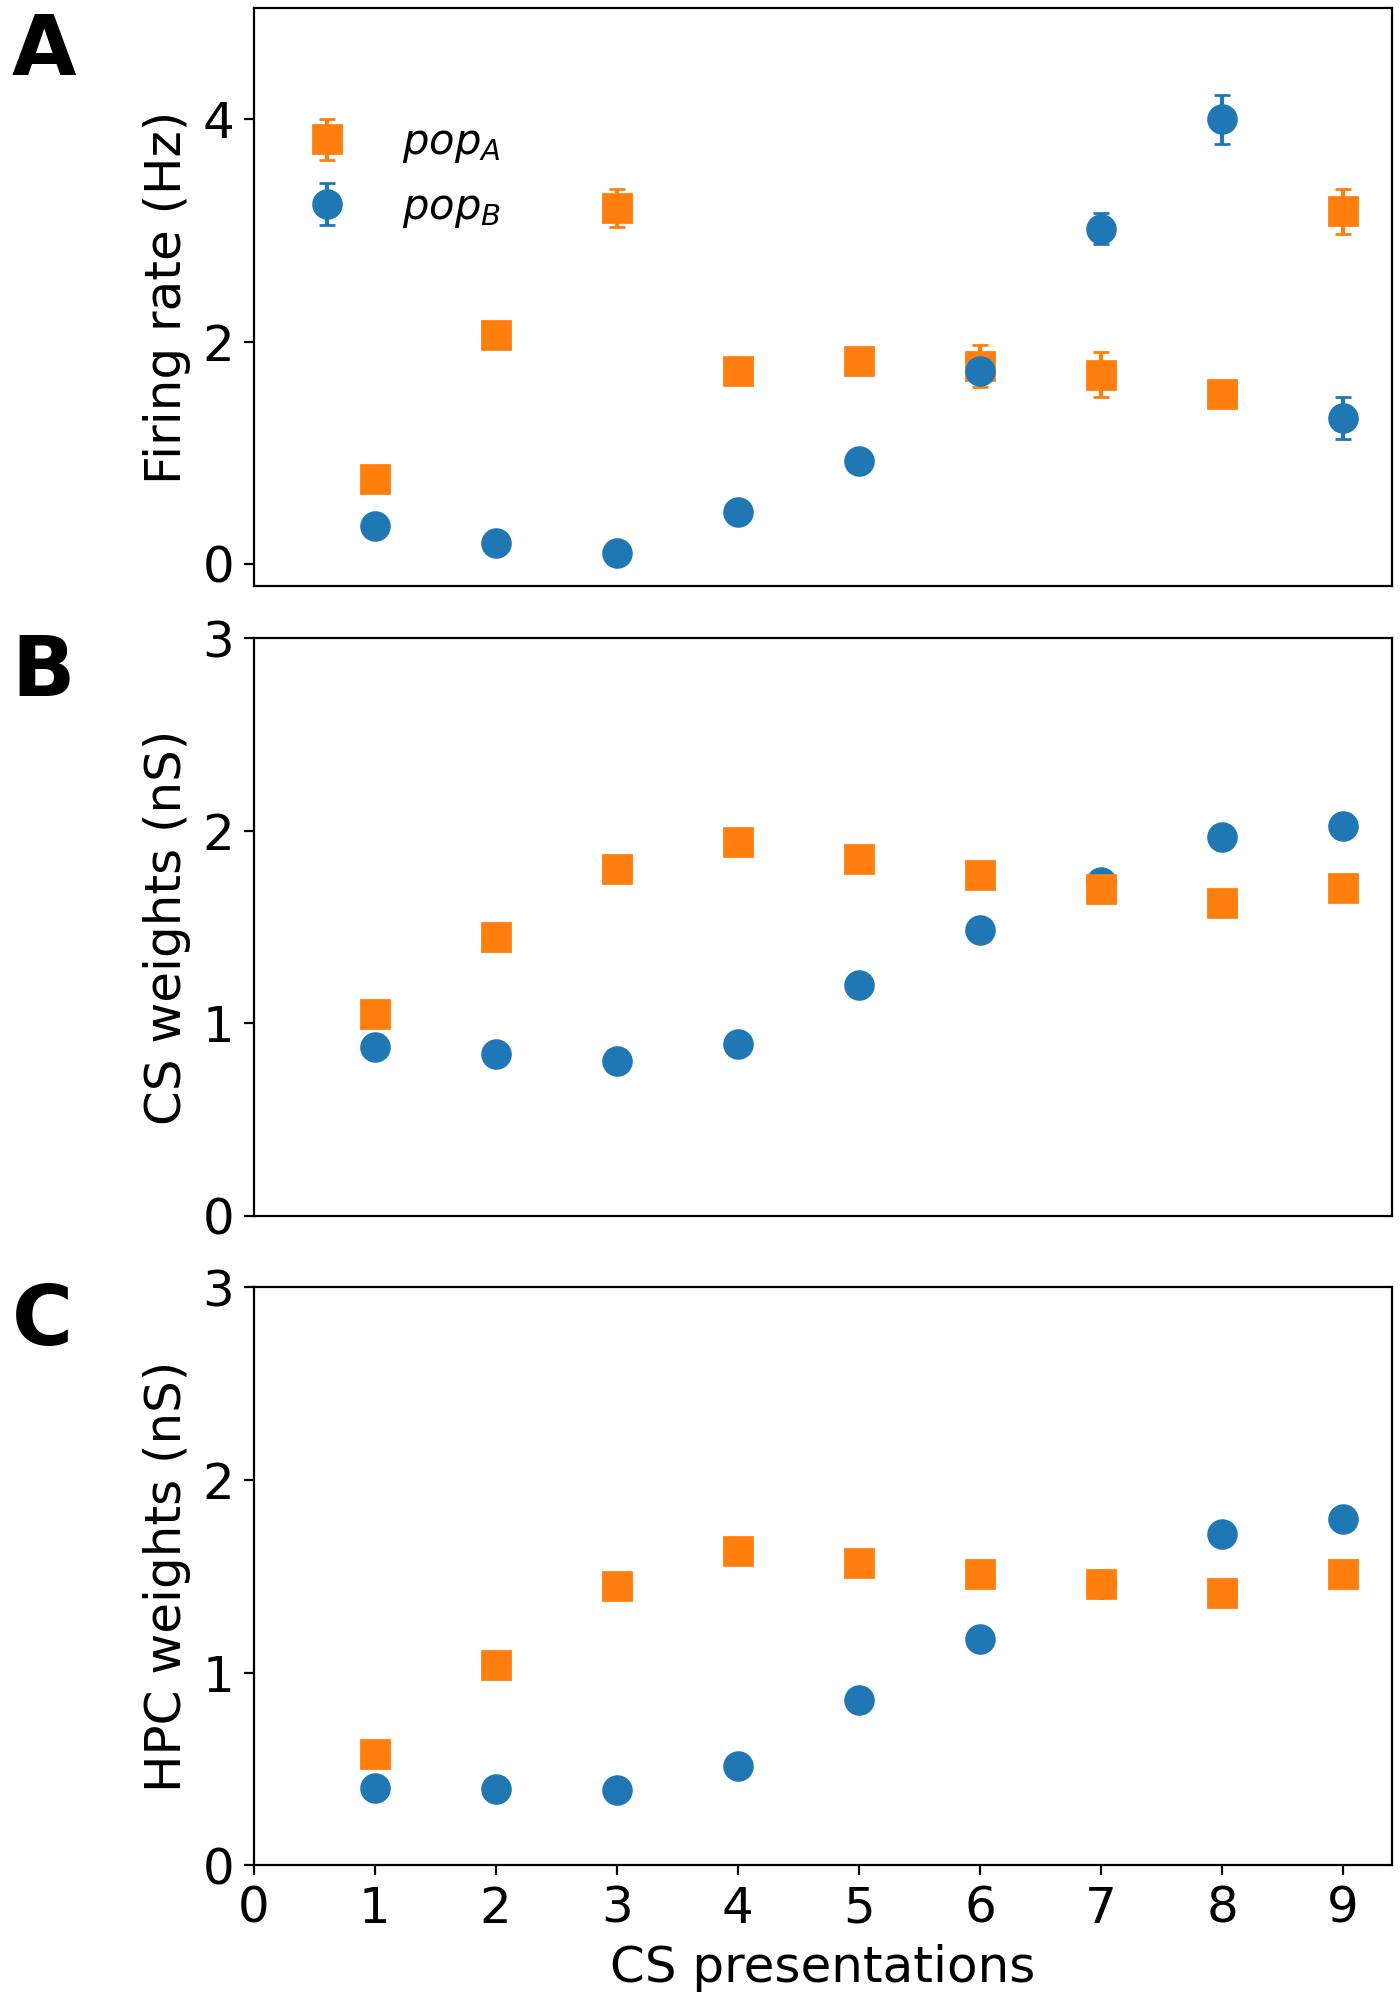 A
Firing rate (Hz)
4
2
0
pop_A
pop_B
B
CS weights (nS)
3
2
1
0
C
HPC weights (nS)
3
2
1
0
0 1 2 3 4 5 6 7 8 9
CS presentations